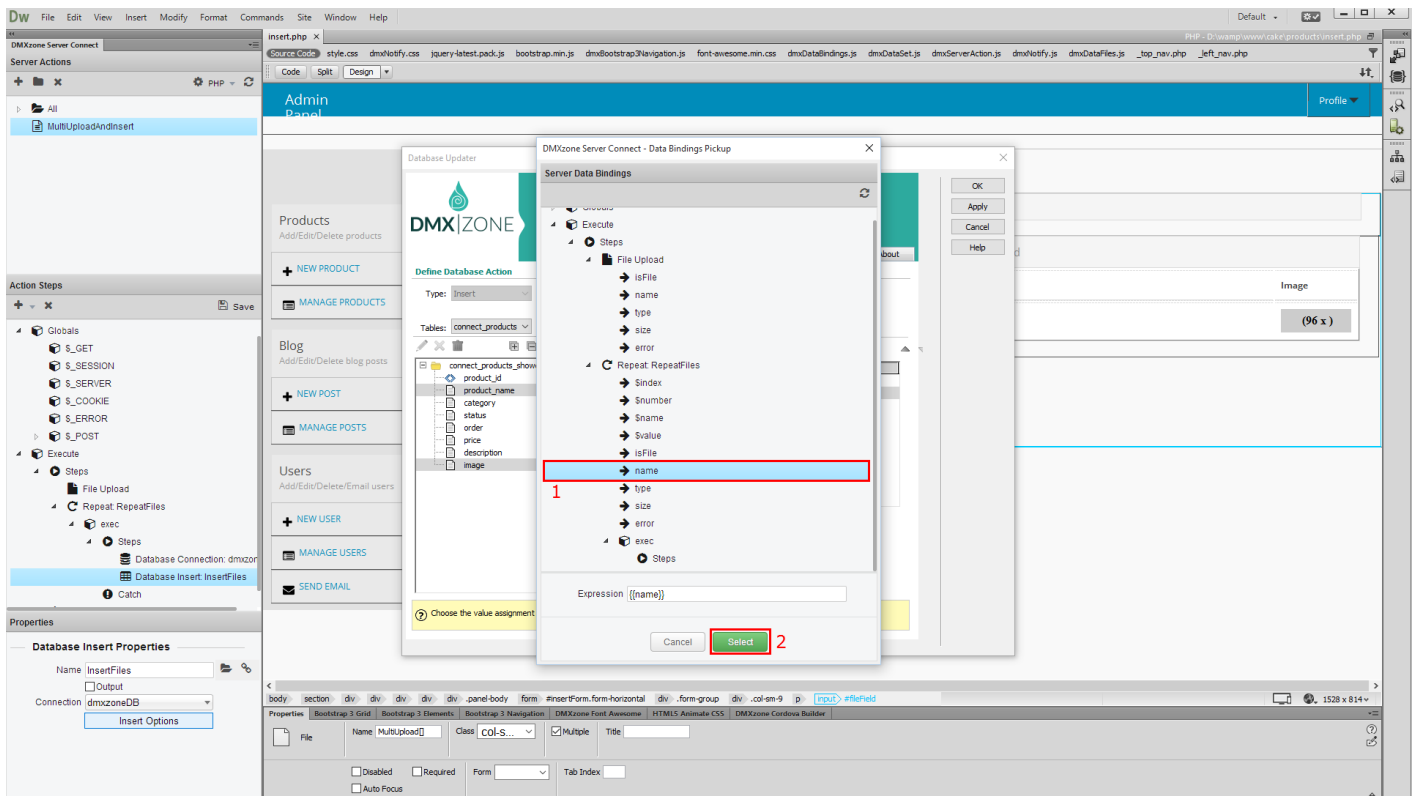 Dw File Edit View Insert Modify Format Commands Site Window Help Default
DMXzone Server Connect
Server Actions
PHP
All
MultiUploadAndInsert
Action Steps
Save
Globals
$_GET
$_SESSION
$_SERVER
$_COOKIE
$_ERROR
$_POST
Execute
Steps
File Upload
Repeat: RepeatFiles
exec
Steps
Database Connection: dmxzon
Database Insert: InsertFiles
Catch
Properties
Database Insert Properties
Name InsertFiles
Output
Connection dmxzoneDB
Insert Options
insert.php × PHP - D:\wamp\www\cake\products\insert.php
Source Code style.css dmxNotify.css jquery-latest.pack.js bootstrap.min.js dmxBootstrap3Navigation.js font-awesome.min.css dmxDataBindings.js dmxDataSet.js dmxServerAction.js dmxNotify.js dmxDataFiles.js _top_nav.php _left_nav.php
Code Split Design
Admin
Panel
Profile
Products
Add/Edit/Delete products
NEW PRODUCT
MANAGE PRODUCTS
Blog
Add/Edit/Delete blog posts
NEW POST
MANAGE POSTS
Users
Add/Edit/Delete/Email users
NEW USER
MANAGE USERS
SEND EMAIL
Image
(96 x )
Database Updater
DMX|ZONE
About
OK
Apply
Cancel
Help
Define Database Action
Type: Insert
Tables: connect_products
connect_products_show
product_id
product_name
category
status
order
price
description
image
Choose the value assignment
DMXzone Server Connect - Data Bindings Pickup
Server Data Bindings
Globals
Execute
Steps
File Upload
isFile
name
type
size
error
Repeat: RepeatFiles
$index
$number
$name
$value
isFile
name
1
type
size
error
exec
Steps
Expression {{name}}
Cancel Select 2
body section div div div div div .panel-body form #insertForm.form-horizontal div .form-group div .col-sm-9 p input #fileField 1528 x 814
Properties Bootstrap 3 Grid Bootstrap 3 Elements Bootstrap 3 Navigation DMXzone Font Awesome HTML5 Animate CSS DMXzone Cordova Builder
File Name MultiUpload[] Class col-s... Multiple Title
Disabled Required Form Tab Index
Auto Focus